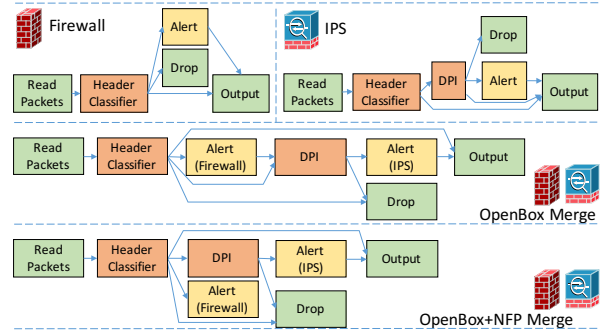 Firewall
Alert
Drop
Read
Packets
Header
Classifier
Output
IPS
Drop
Read
Packets
Header
Classifier
DPI
Alert
Output
Read
Packets
Header
Classifier
Alert
(Firewall)
DPI
Alert
(IPS)
Output
Drop
OpenBox Merge
Read
Packets
Header
Classifier
DPI
Alert
(IPS)
Output
Alert
(Firewall)
Drop
OpenBox+NFP Merge